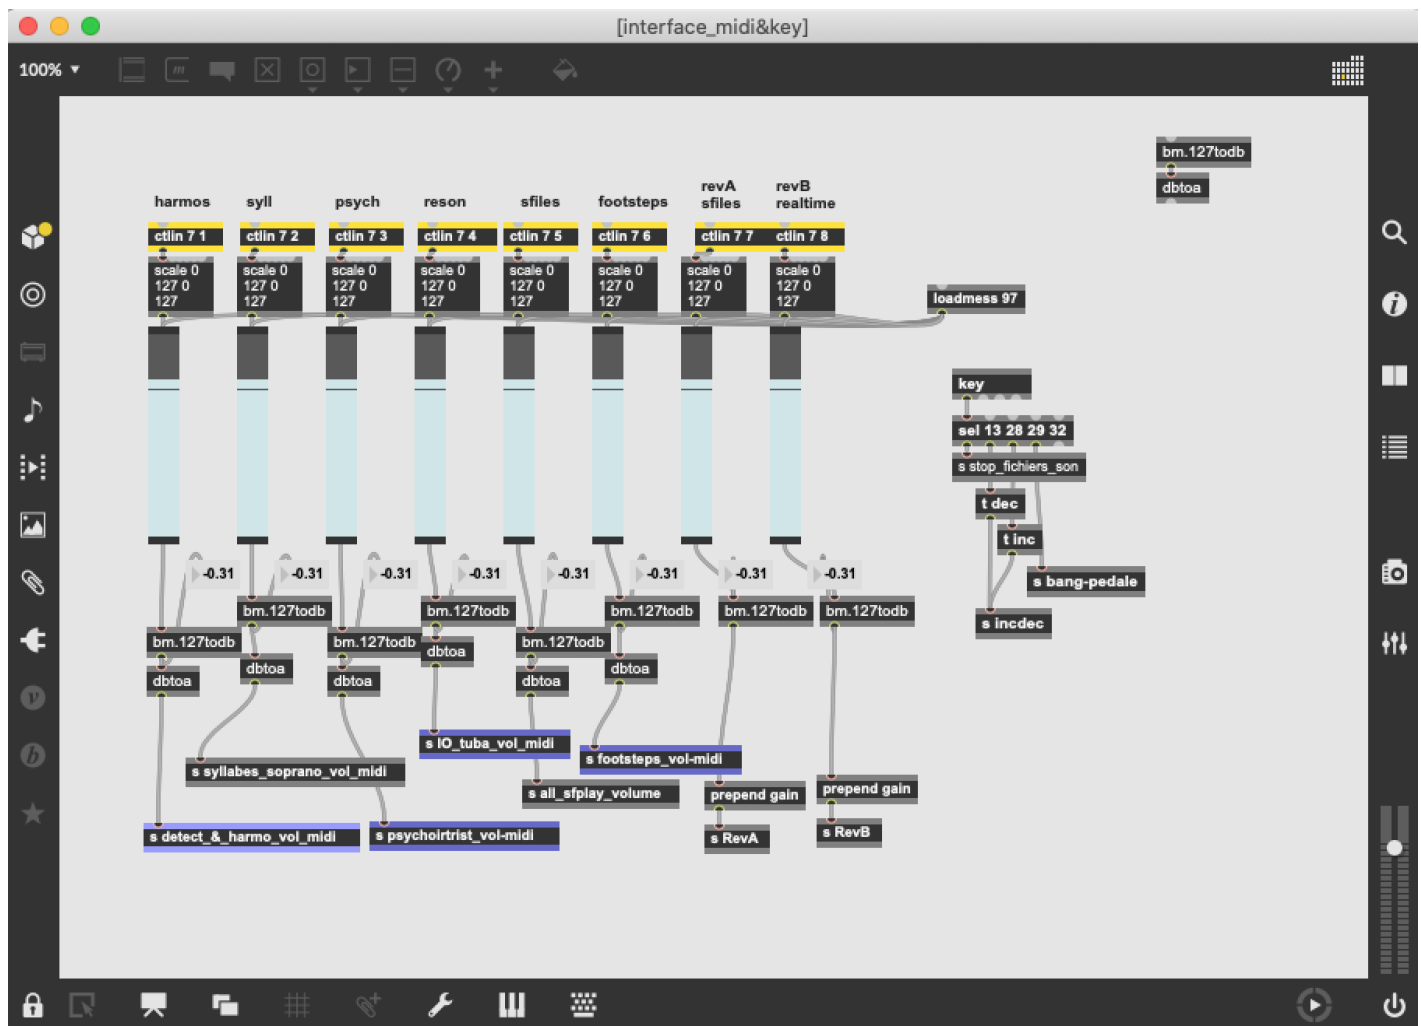 [interface_midi&key]
100%
bm.127todb
dbtoa
harmos
syll
psych
reson
sfiles
footsteps
revA
sfiles
revB
realtime
ctlin 7 1
ctlin 7 2
ctlin 7 3
ctlin 7 4
ctlin 7 5
ctlin 7 6
ctlin 7 7
ctlin 7 8
scale 0
127 0
127
scale 0
127 0
127
scale 0
127 0
127
scale 0
127 0
127
scale 0
127 0
127
scale 0
127 0
127
scale 0
127 0
127
scale 0
127 0
127
loadmess 97
key
sel 13 28 29 32
s stop_fichiers_son
t dec
t inc
s bang-pedale
s incdec
-0.31
-0.31
-0.31
-0.31
-0.31
-0.31
-0.31
-0.31
bm.127todb
bm.127todb
bm.127todb
bm.127todb
bm.127todb
bm.127todb
bm.127todb
bm.127todb
dbtoa
dbtoa
dbtoa
dbtoa
dbtoa
dbtoa
s IO_tuba_vol_midi
s footsteps_vol-midi
s syllabes_soprano_vol_midi
s all_sfplay_volume
prepend gain
prepend gain
s detect_&_harmo_vol_midi
s psychoirtrist_vol-midi
s RevA
s RevB